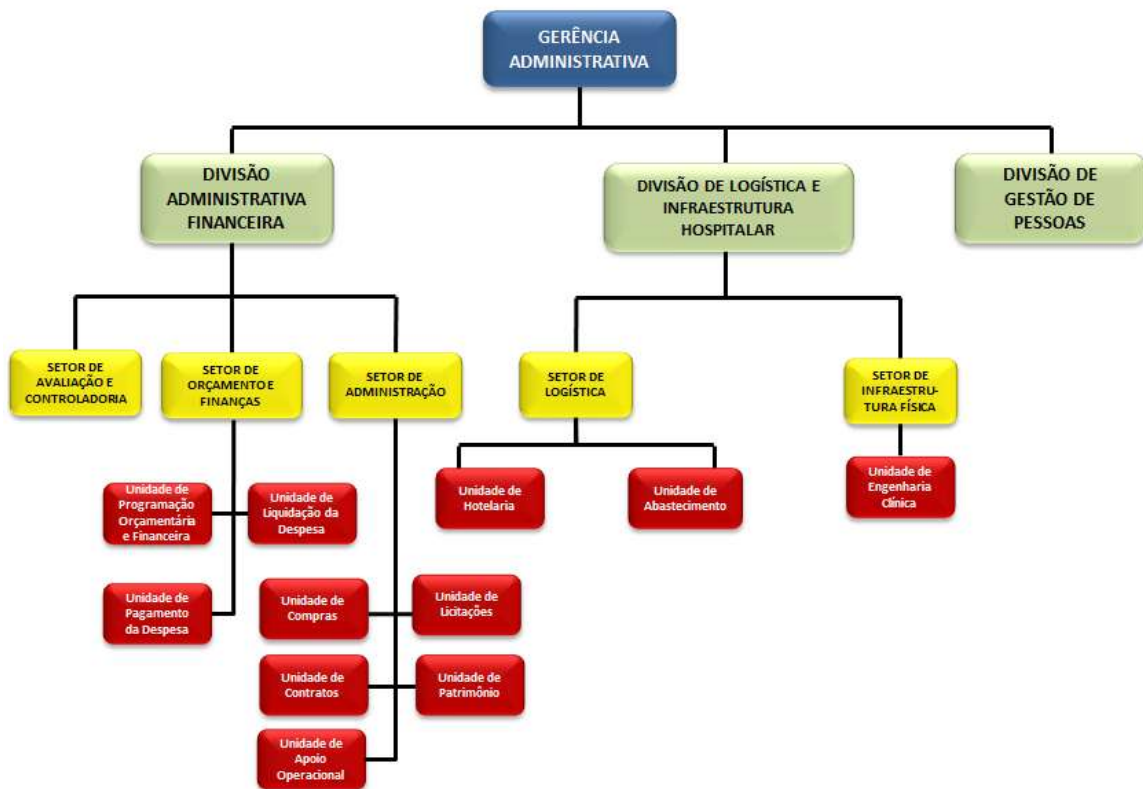 GERÊNCIA
ADMINISTRATIVA
DIVISÃO
ADMINISTRATIVA
FINANCEIRA
DIVISÃO DE LOGÍSTICA E
INFRAESTRUTURA
HOSPITALAR
DIVISÃO DE
GESTÃO DE
PESSOAS
SETOR DE
AVALIAÇÃO E
CONTROLADORIA
SETOR DE
ORÇAMENTO E
FINANÇAS
SETOR DE
ADMINISTRAÇÃO
SETOR DE
LOGÍSTICA
SETOR DE
INFRAESTRU-
TURA FÍSICA
Unidade de
Programação
Orçamentária
e Financeira
Unidade de
Liquidação da
Despesa
Unidade de
Hotelaria
Unidade de
Abastecimento
Unidade de
Engenharia
Clínica
Unidade de
Pagamento
da Despesa
Unidade de
Compras
Unidade de
Licitações
Unidade de
Contratos
Unidade de
Patrimônio
Unidade de
Apoio
Operacional